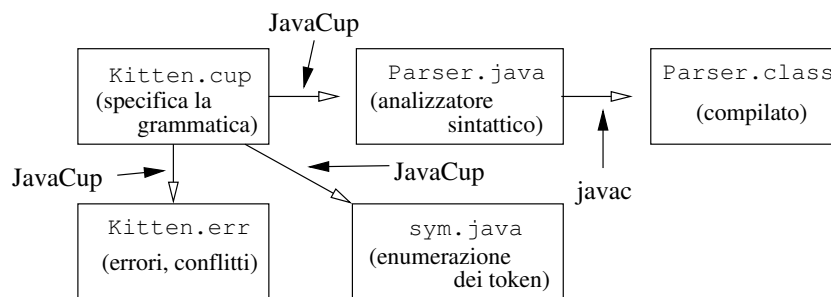 JavaCup
Kitten.cup
(specifica la
grammatica)
Parser.java
(analizzatore
sintattico)
Parser.class
(compilato)
JavaCup
JavaCup
javac
Kitten.err
(errori, conflitti)
sym.java
(enumerazione
dei token)